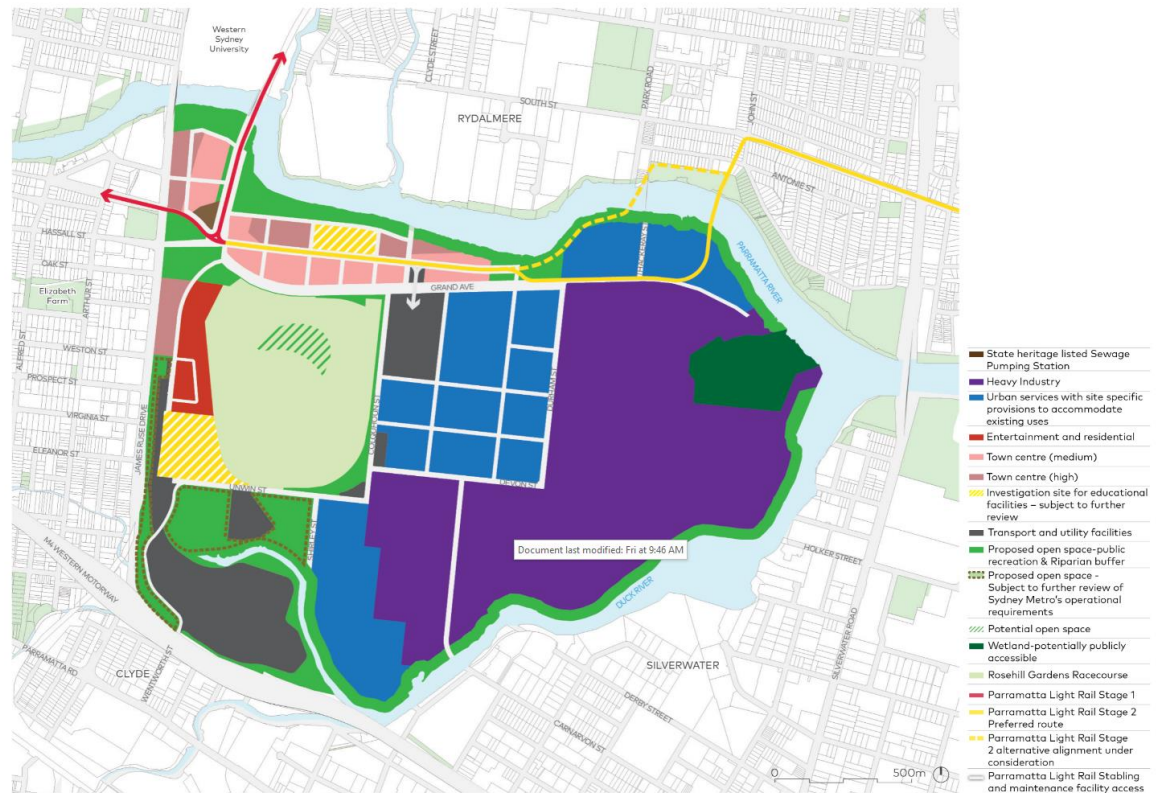 Western
Sydney
University
CLYDE STREET
PARK ROAD
JOHN ST
SOUTH ST
RYDALMERE
ANTOINE ST
HASSALL ST
OAK ST
ARTHUR ST
Elizabeth
Farm
ALFRED ST
WESTON ST
PROSPECT ST
VIRGINIA ST
ELEANOR ST
JAMES RUSE DRIVE
GRAND AVE
THACKERAY ST
PARRAMATTA RIVER
COLQUHOUN ST
DURHAM ST
UNWIN ST
DEVON ST
SHIRLEY ST
Document last modified: Fri at 9:46 AM
HOLKER STREET
DUCK RIVER
M4 WESTERN MOTORWAY
PARRAMATTA RD
CLYDE
WENTWORTH ST
SILVERWATER
SILVERWATER ROAD
DERBY STREET
CARNARVON ST
0 500m
State heritage listed Sewage
Pumping Station
Heavy Industry
Urban services with site specific
provisions to accommodate
existing uses
Entertainment and residential
Town centre (medium)
Town centre (high)
Investigation site for educational
facilities – subject to further
review
Transport and utility facilities
Proposed open space-public
recreation & Riparian buffer
Proposed open space -
Subject to further review of
Sydney Metro's operational
requirements
Potential open space
Wetland-potentially publicly
accessible
Rosehill Gardens Racecourse
Parramatta Light Rail Stage 1
Parramatta Light Rail Stage 2
Preferred route
Parramatta Light Rail Stage
2 alternative alignment under
consideration
Parramatta Light Rail Stabling
and maintenance facility access